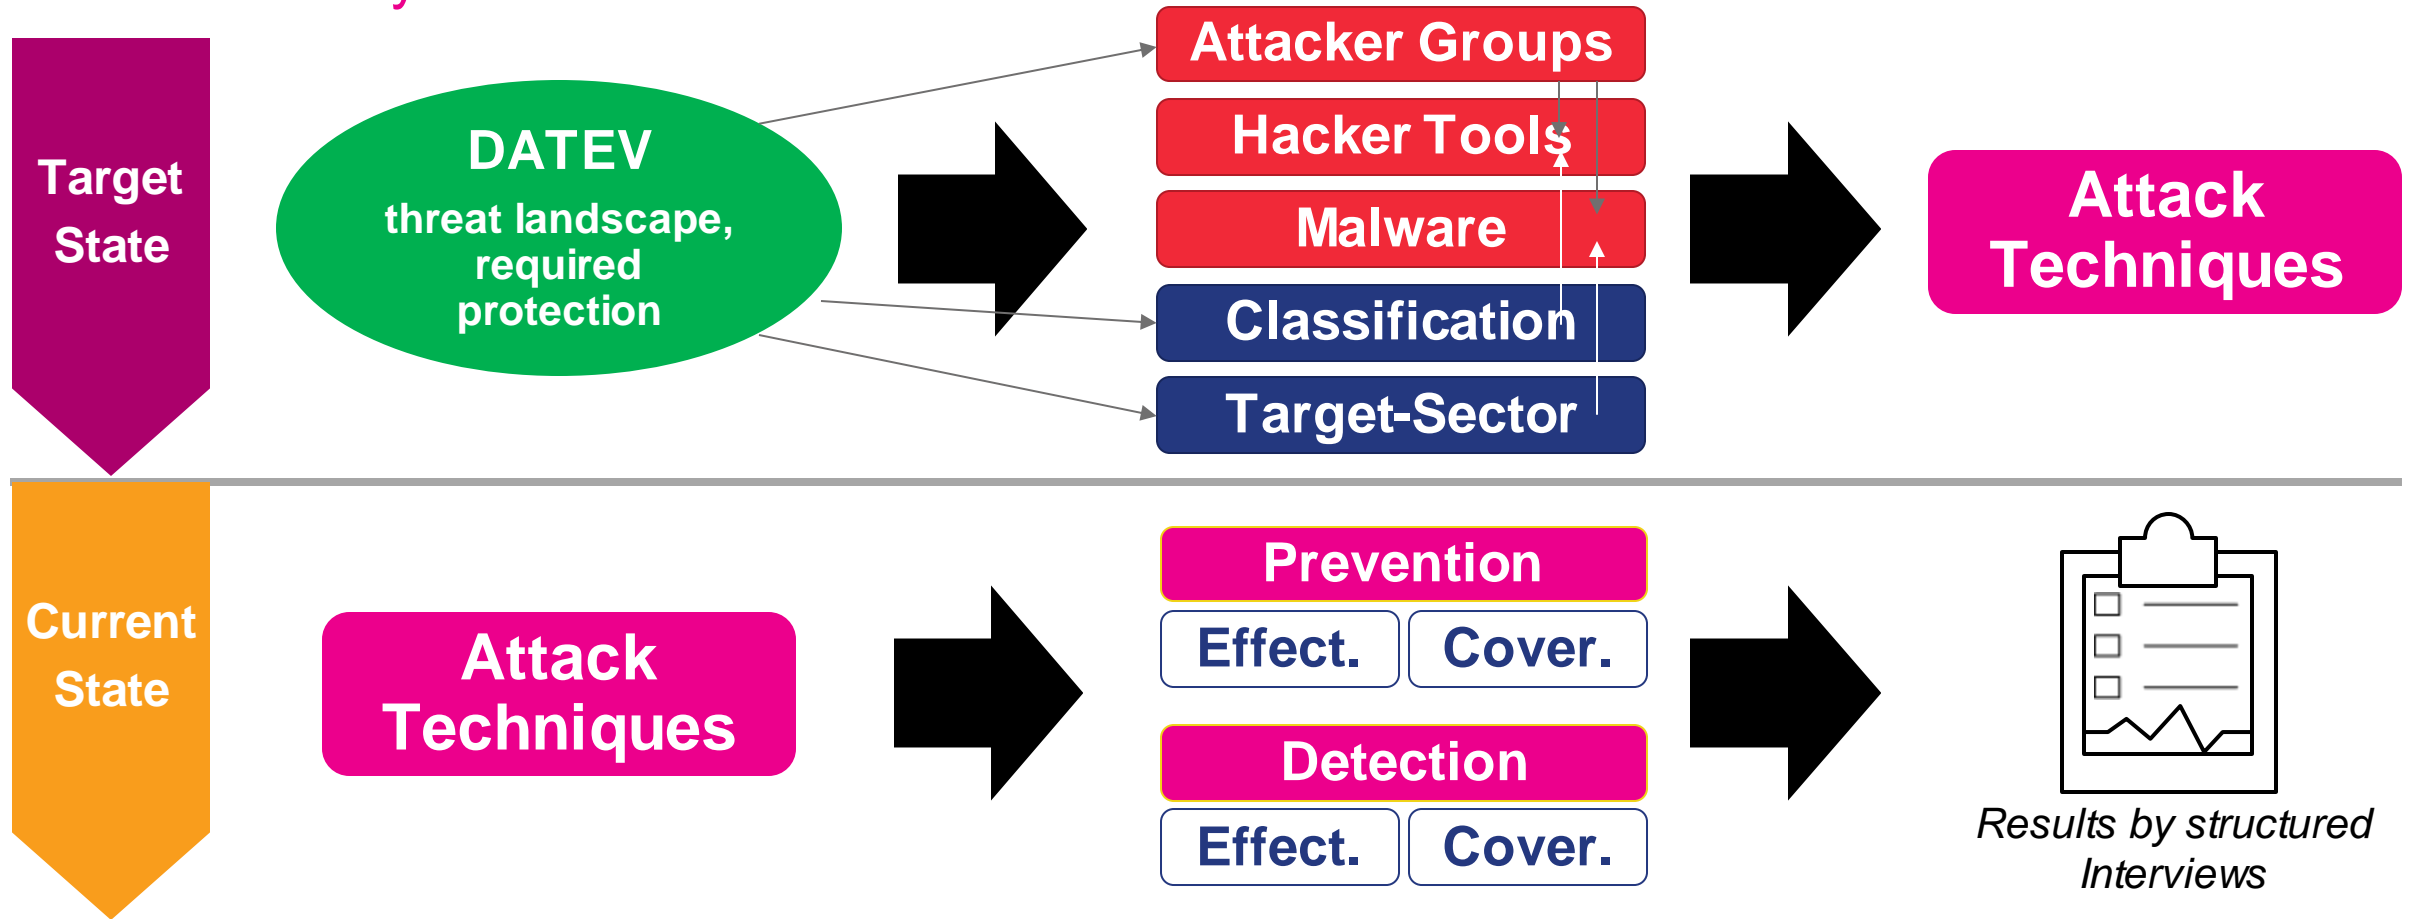 Target
State
DATEV
threat landscape,
required
protection
Attacker Groups
Hacker Tools
Malware
Classification
Target-Sector
Attack
Techniques
Current
State
Attack
Techniques
Prevention
Effect.
Cover.
Detection
Effect.
Cover.
Results by structured
Interviews